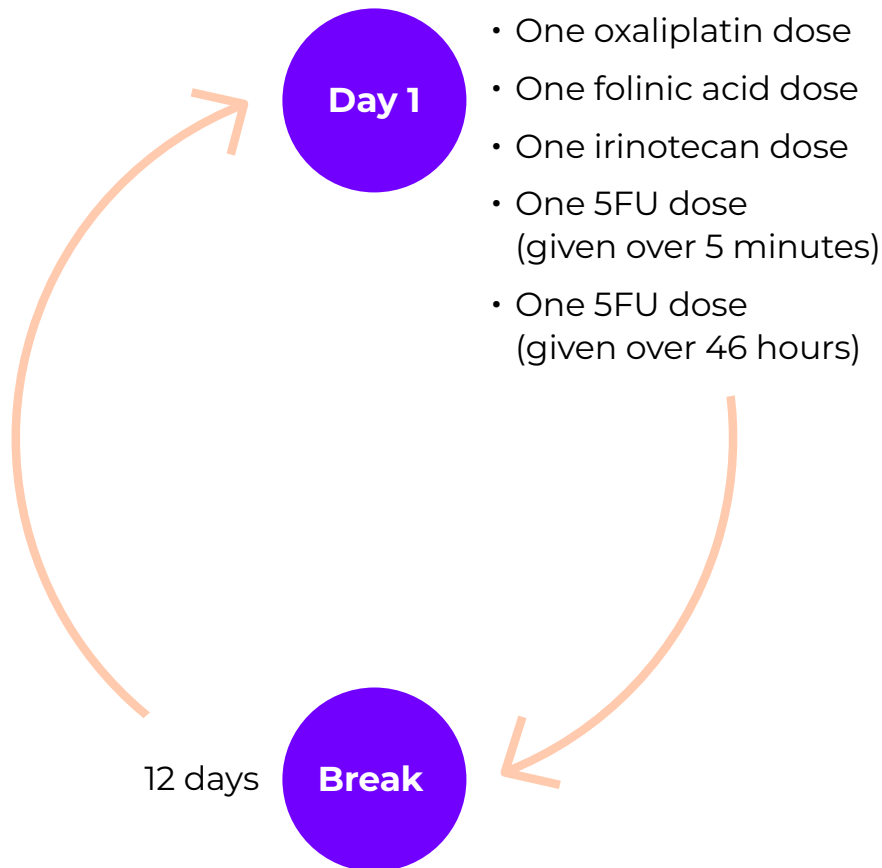 Day 1
• One oxaliplatin dose
• One folinic acid dose
• One irinotecan dose
• One 5FU dose
(given over 5 minutes)
• One 5FU dose
(given over 46 hours)
12 days
Break